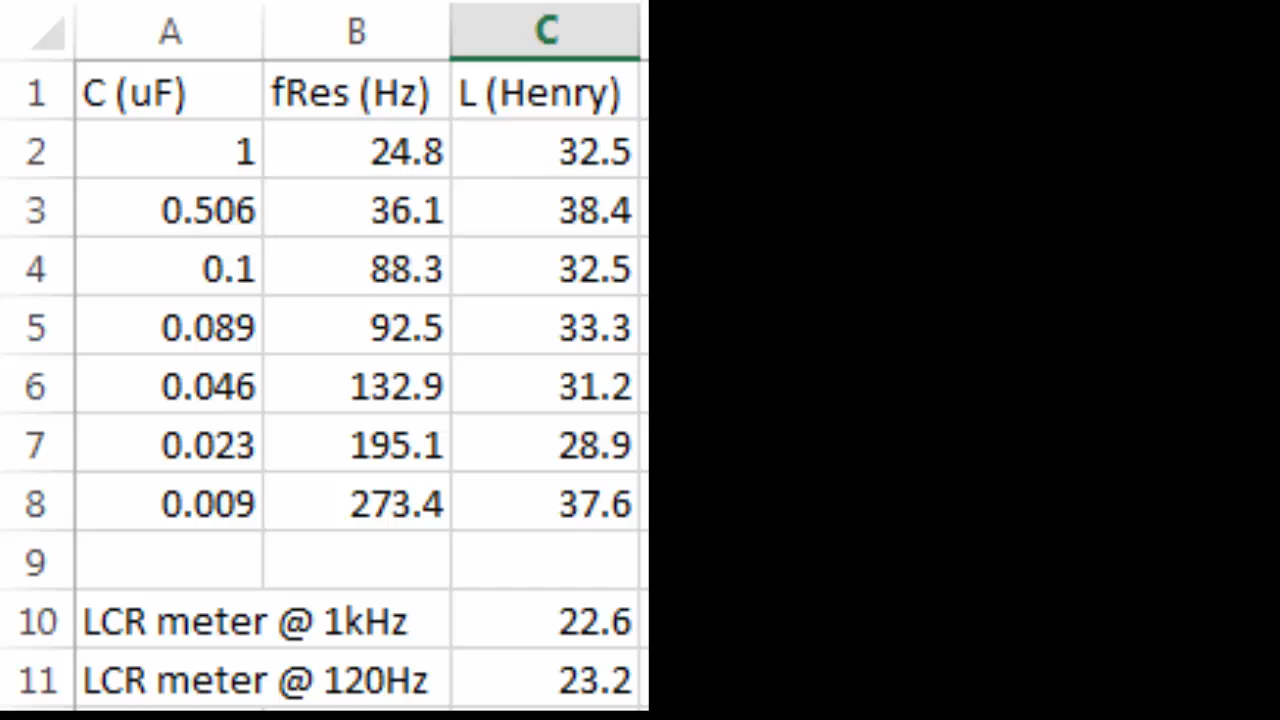 A B C
1 C (uF) fRes (Hz) L (Henry)
2 1 24.8 32.5
3 0.506 36.1 38.4
4 0.1 88.3 32.5
5 0.089 92.5 33.3
6 0.046 132.9 31.2
7 0.023 195.1 28.9
8 0.009 273.4 37.6
9
10 LCR meter @ 1kHz 22.6
11 LCR meter @ 120Hz 23.2